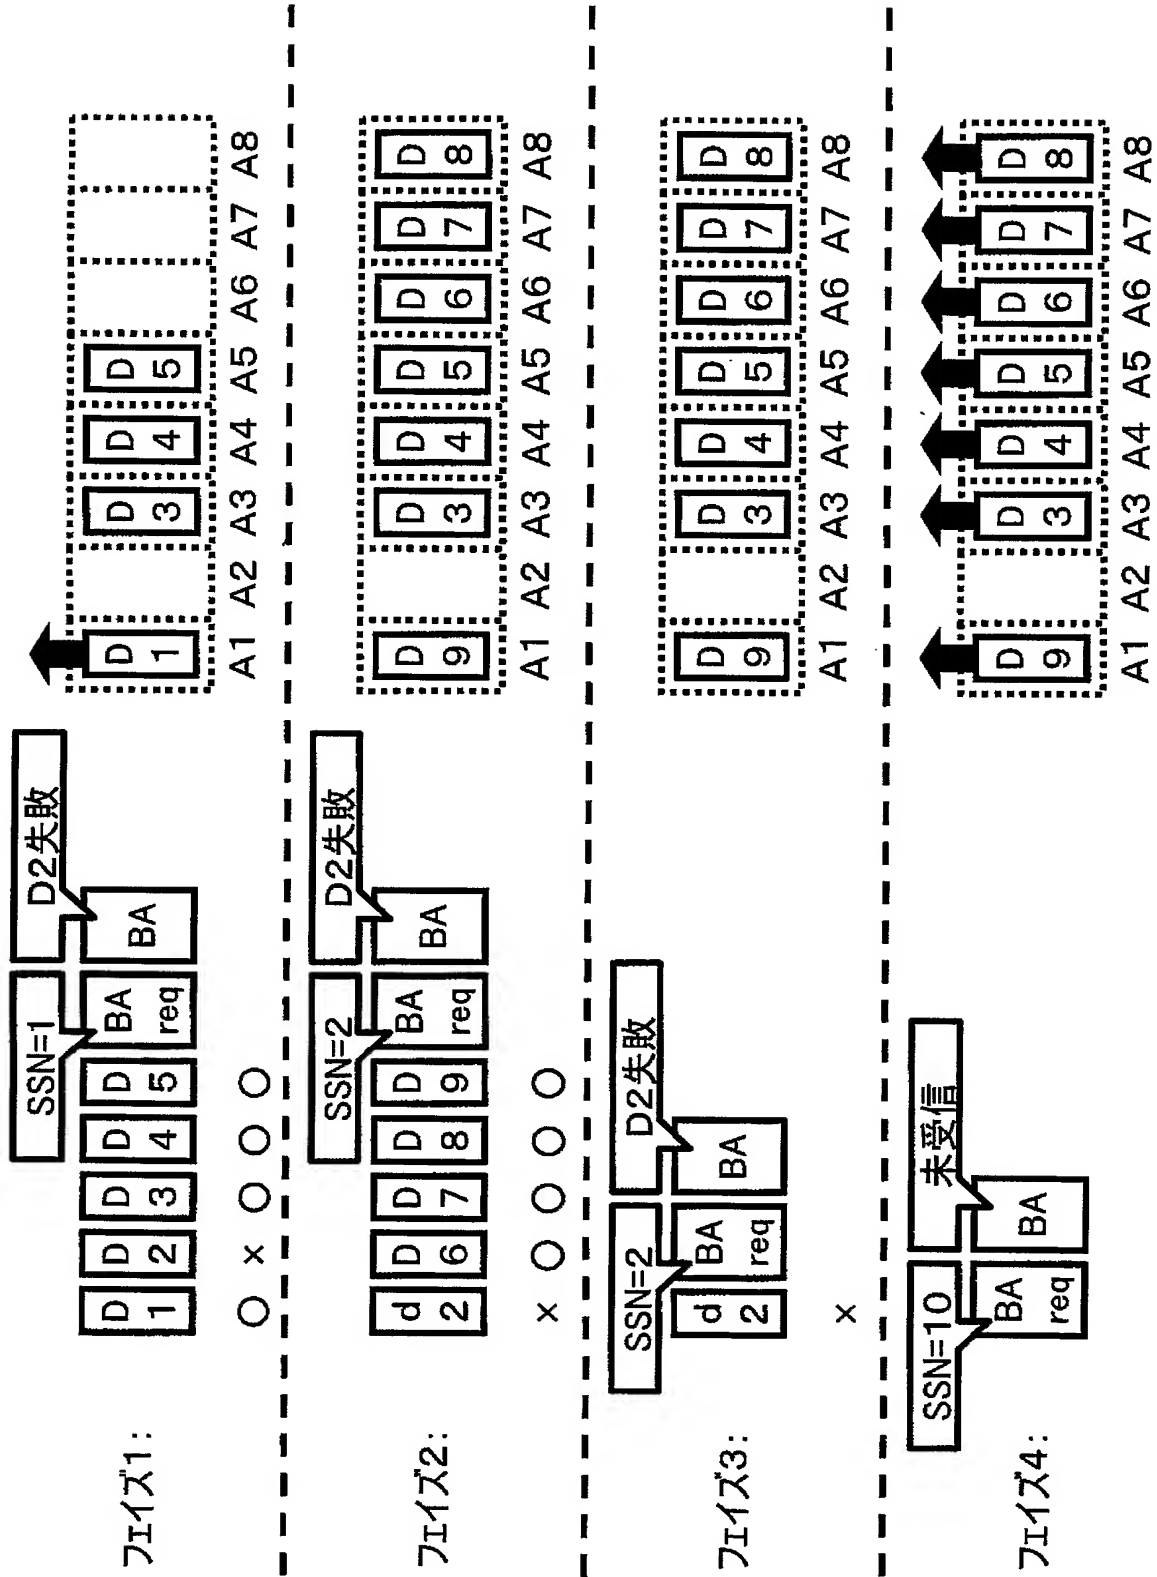 フェイズ1:
SSN=1
D2失敗
D 1
D 2
D 3
D 4
D 5
BA req
BA
○ × ○ ○ ○
D 1
D 3
D 4
D 5
A1 A2 A3 A4 A5 A6 A7 A8
フェイズ2:
SSN=2
D2失敗
d 2
D 6
D 7
D 8
D 9
BA req
BA
× ○ ○ ○ ○
D 9
D 3
D 4
D 5
D 6
D 7
D 8
A1 A2 A3 A4 A5 A6 A7 A8
フェイズ3:
SSN=2
D2失敗
d 2
BA req
BA
×
D 9
D 3
D 4
D 5
D 6
D 7
D 8
A1 A2 A3 A4 A5 A6 A7 A8
フェイズ4:
SSN=10
未受信
BA req
BA
D 9
D 3
D 4
D 5
D 6
D 7
D 8
A1 A2 A3 A4 A5 A6 A7 A8